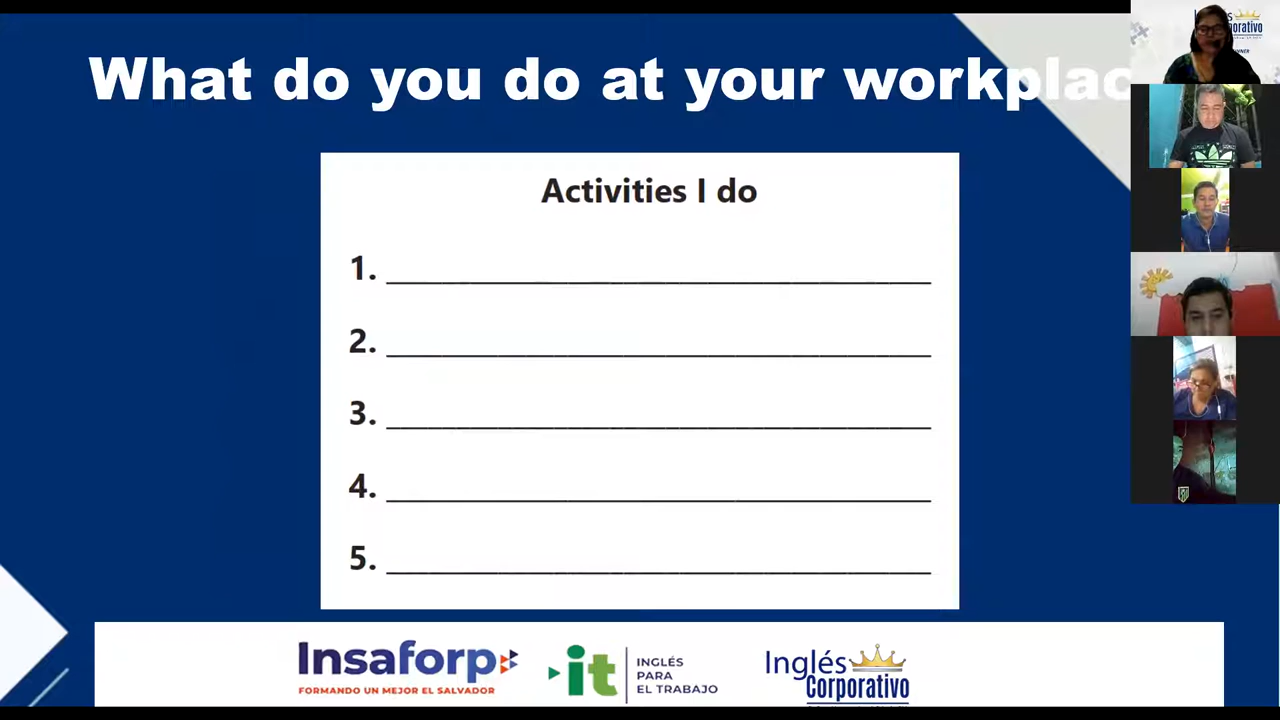 What do you do at your workplac
Activities I do
1.
2.
3.
4.
5.
Insaforp
FORMANDO UN MEJOR EL SALVADOR
it
INGLÉS
PARA
EL TRABAJO
Inglés
Corporativo